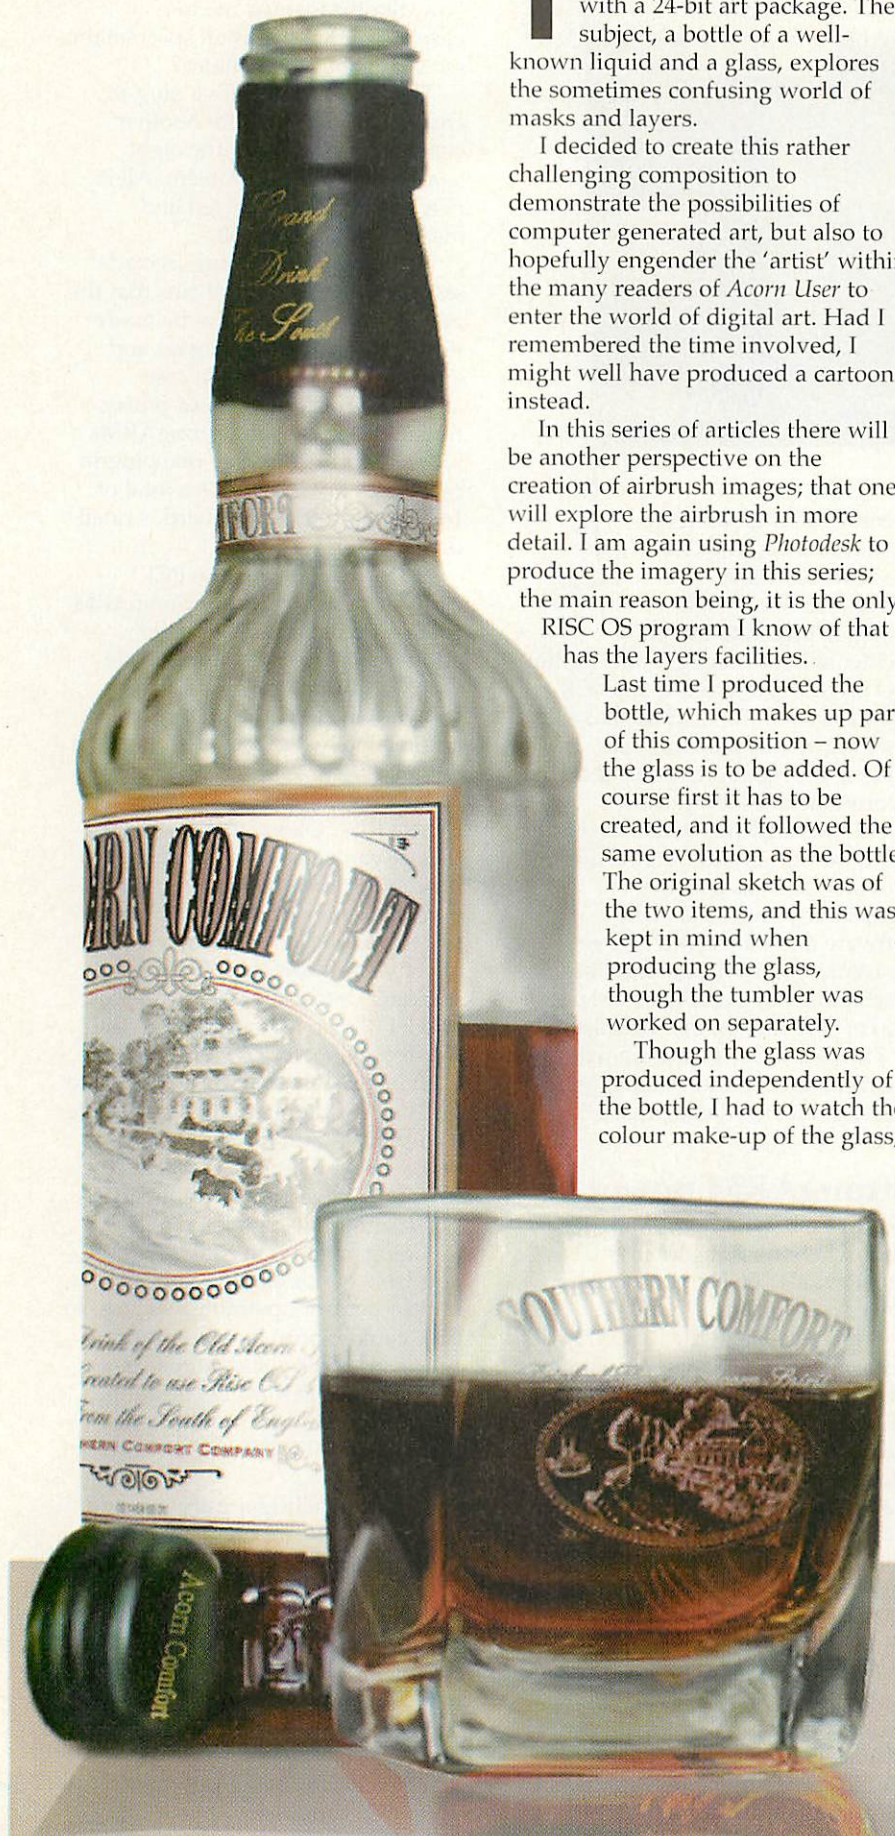 with a 24-bit art package. The
subject, a bottle of a well-
known liquid and a glass, explores
the sometimes confusing world of
masks and layers.
I decided to create this rather
challenging composition to
demonstrate the possibilities of
computer generated art, but also to
hopefully engender the ‘artist’ withi
the many readers of Acorn User to
enter the world of digital art. Had I
remembered the time involved, I
might well have produced a cartoon
instead.
In this series of articles there will
be another perspective on the
creation of airbrush images; that one
will explore the airbrush in more
detail. I am again using Photodesk to
produce the imagery in this series;
the main reason being, it is the only
RISC OS program I know of that
has the layers facilities.
Last time I produced the
bottle, which makes up par
of this composition – now
the glass is to be added. Of
course first it has to be
created, and it followed the
same evolution as the bottle
The original sketch was of
the two items, and this was
kept in mind when
producing the glass,
though the tumbler was
worked on separately.
Though the glass was
produced independently of
the bottle, I had to watch the
colour make-up of the glass,
Grand
Drink
The South
MFORT
ORN COMFORT
Drink of the Old Acorn
Created to use Risc OS
From the South of Engl
HERN COMFORT COMPANY
Acorn Comfort
SOUTHERN COMFORT